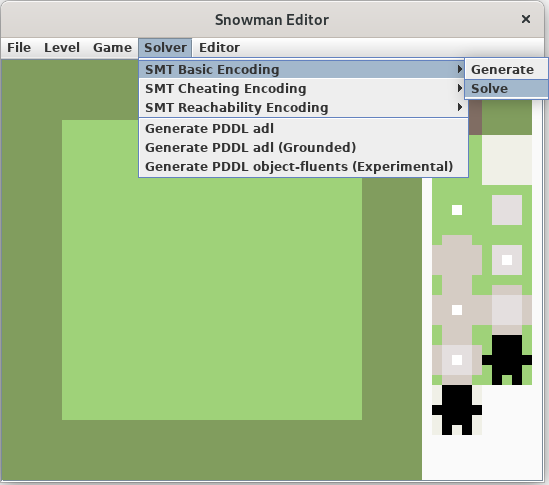 Snowman Editor ×
File Level Game Solver Editor
SMT Basic Encoding
SMT Cheating Encoding
SMT Reachability Encoding
Generate PDDL adl
Generate PDDL adl (Grounded)
Generate PDDL object-fluents (Experimental)
Generate
Solve